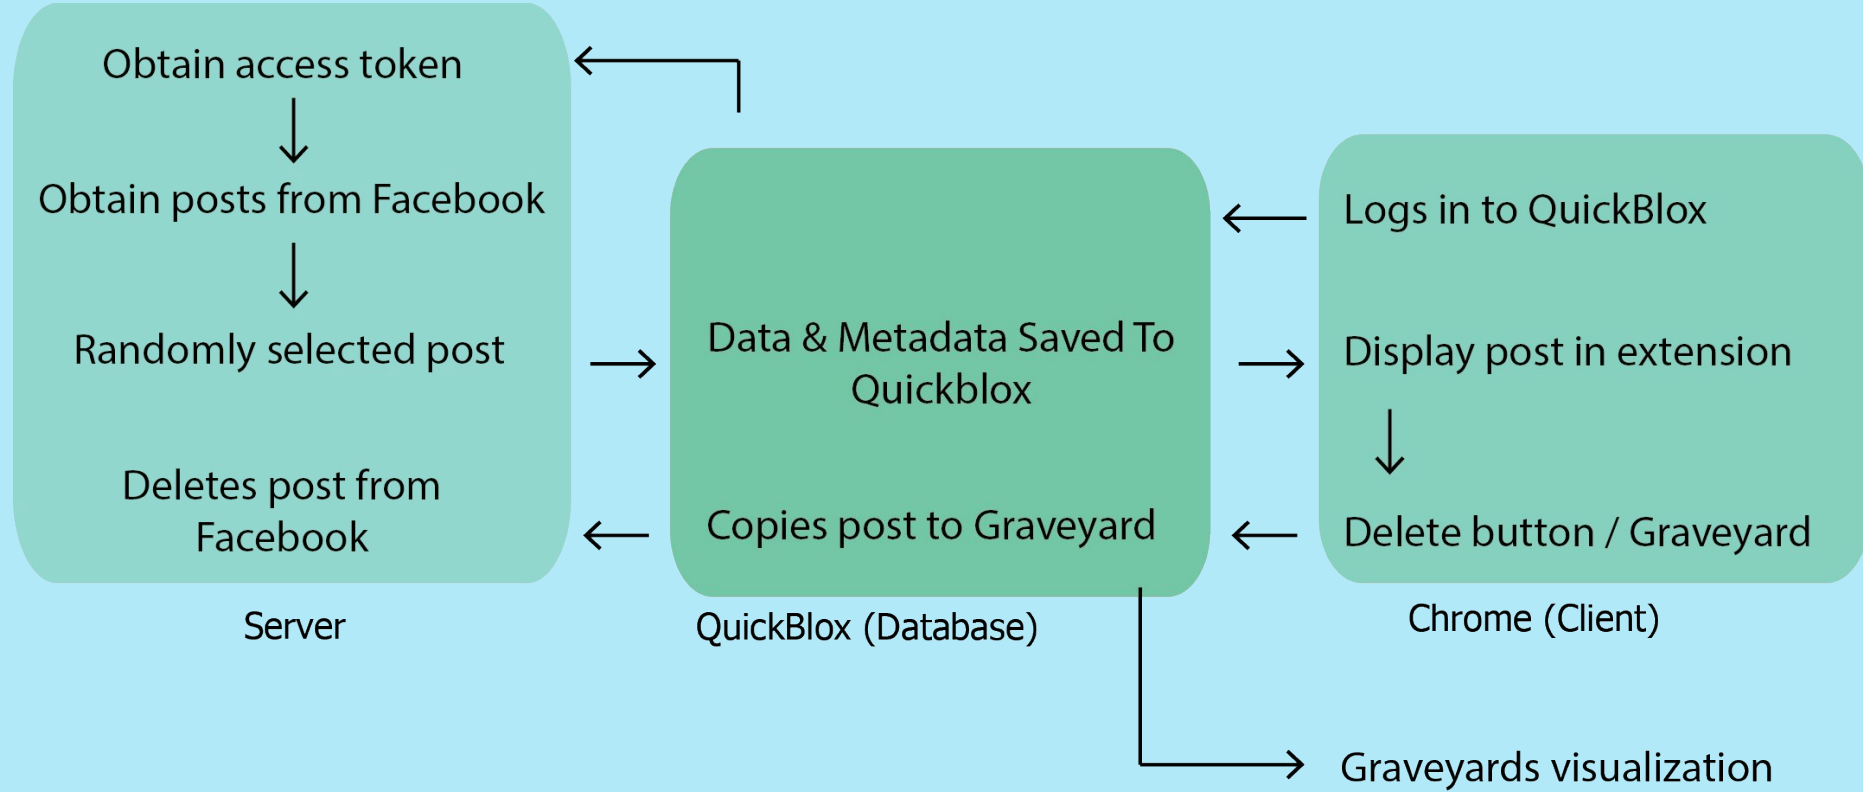 Obtain access token
Obtain posts from Facebook
Randomly selected post
Deletes post from
Facebook
Server
Data & Metadata Saved To
Quickblox
Copies post to Graveyard
QuickBlox (Database)
Logs in to QuickBlox
Display post in extension
Delete button / Graveyard
Chrome (Client)
Graveyards visualization